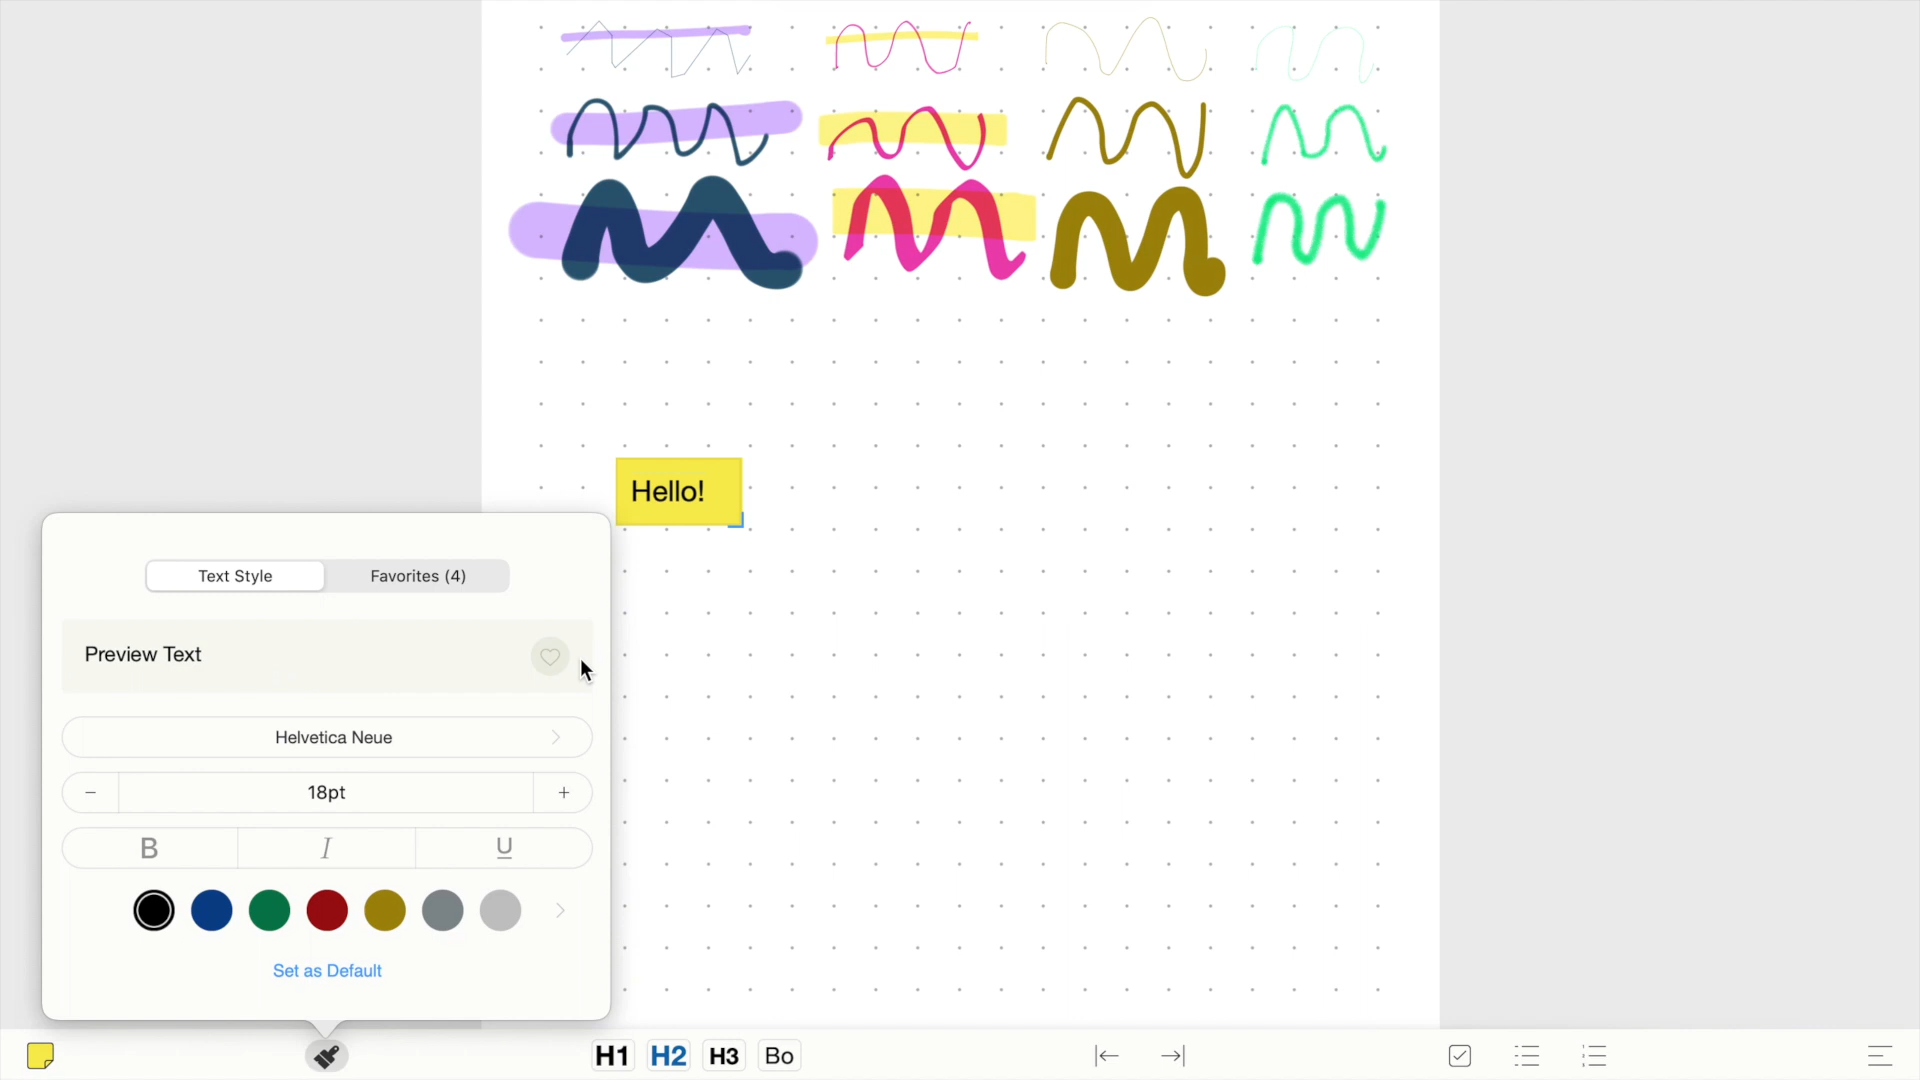 Hello!
Text Style
Favorites (4)
Preview Text
Helvetica Neue
18pt
B
I
U
Set as Default
H1
H2
H3
Bo